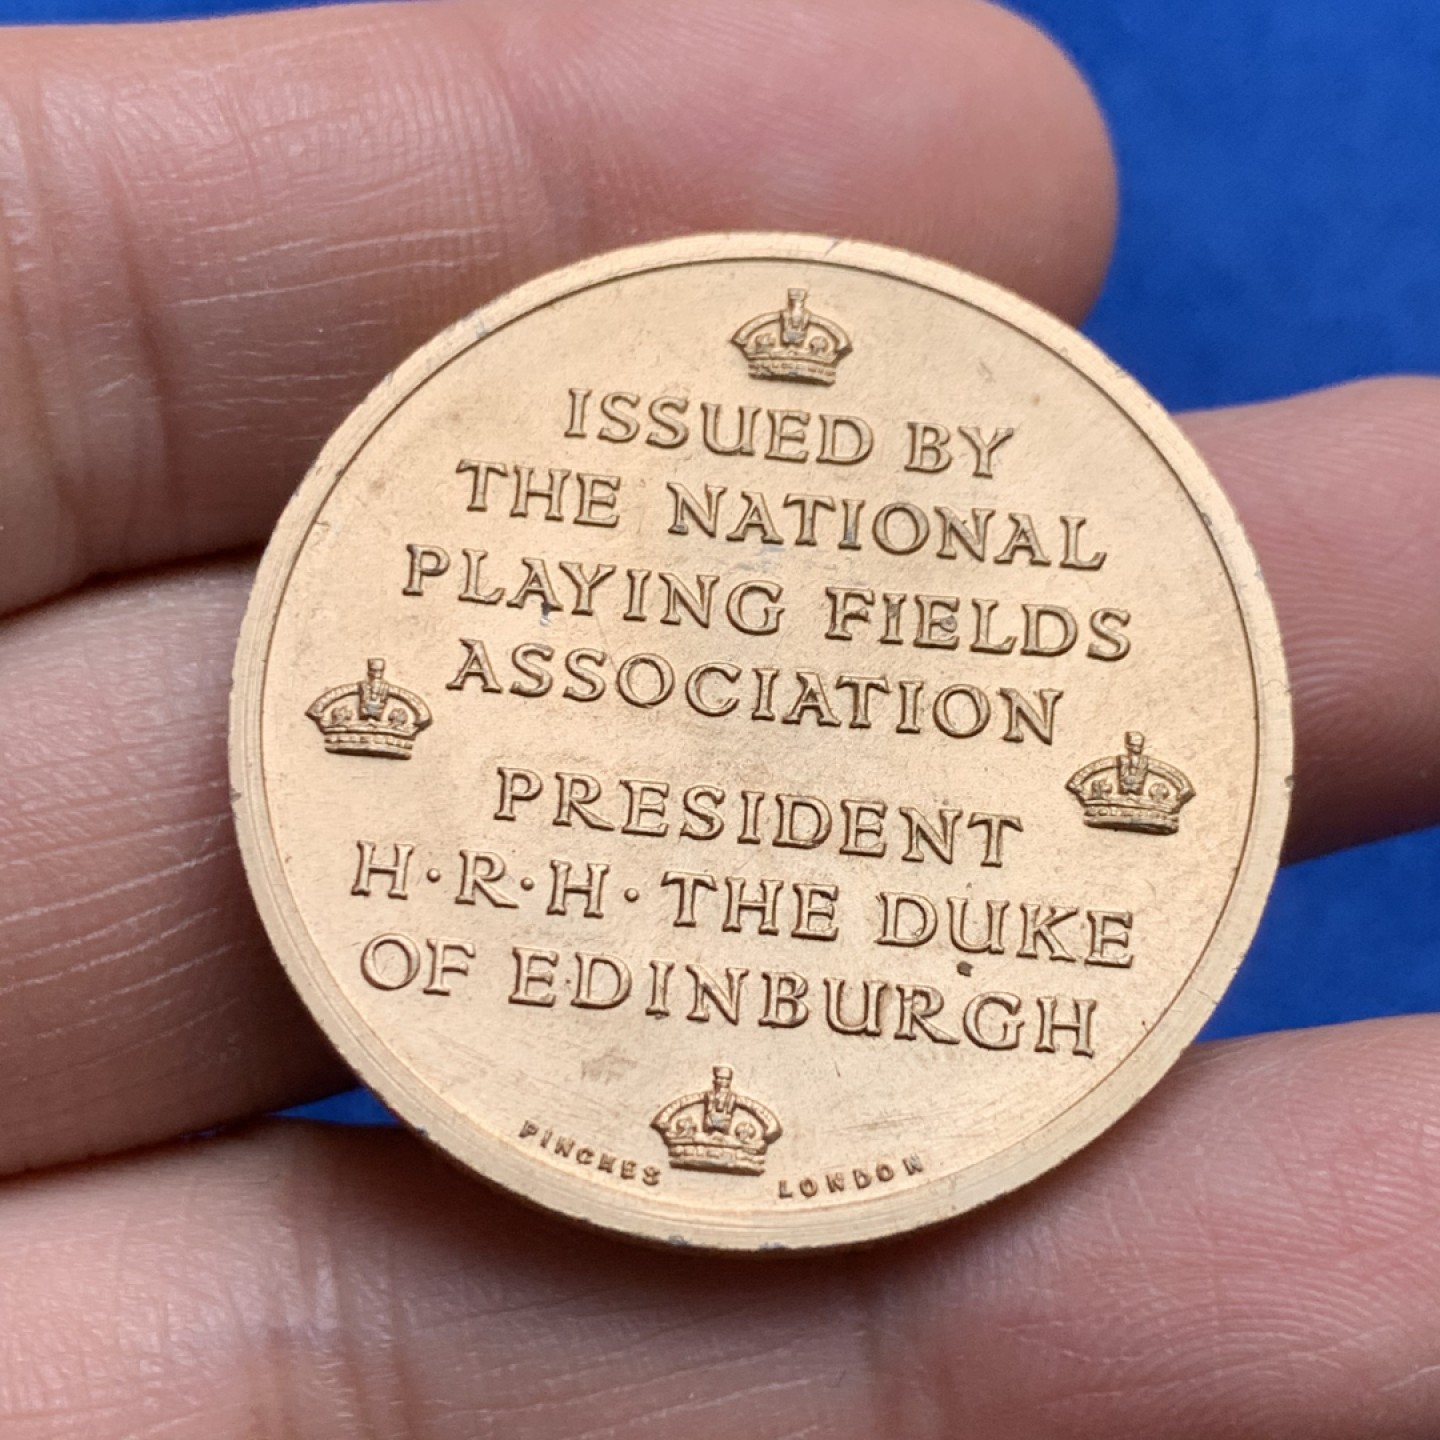 ISSUED BY
THE NATIONAL
PLAYING FIELDS
ASSOCIATION
PRESIDENT
H·R·H·THE DUKE
OF EDINBURGH
PINCHES LONDON